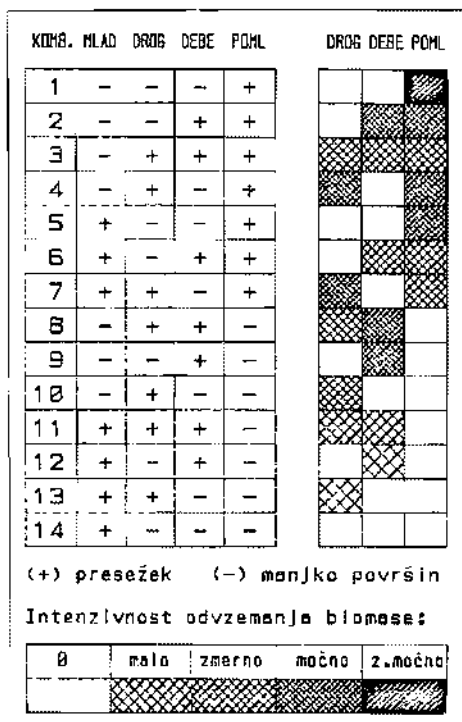 KOMB. MLAD DROG DEBE POML DROG DEBE POML
1 - - - +
2 - - + +
3 - + + +
4 - + - +
5 + - - +
6 + - + +
7 + + - +
8 - + + -
9 - - + -
10 - + - -
11 + + + -
12 + - + -
13 + + - -
14 + - - -
(+) presežek (-) manjko površin
Intenzivnost odvzemanja biomase:
0 malo zmerno močno z.močno